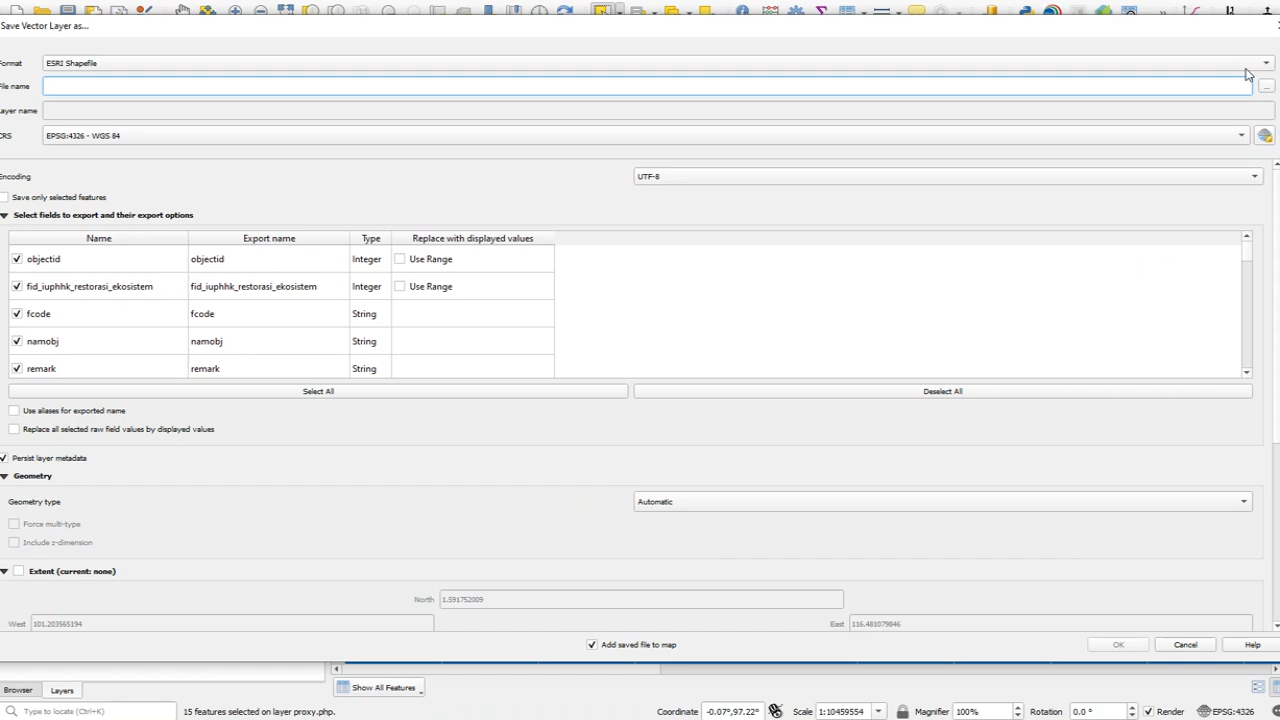 Save Vector Layer as...
Format ESRI Shapefile
File name ...
Layer name
CRS EPSG:4326 - WGS 84
Encoding UTF-8
Save only selected features
Select fields to export and their export options
Name Export name Type Replace with displayed values
objectid objectid Integer Use Range
fid_iuphhk_restorasi_ekosistem fid_iuphhk_restorasi_ekosistem Integer Use Range
fcode fcode String
namobj namobj String
remark remark String
Select All Deselect All
Use aliases for exported name
Replace all selected raw field values by displayed values
Persist layer metadata
Geometry
Geometry type Automatic
Force multi-type
Include z-dimension
Extent (current: none)
North 1.591752009
West 101.203565194 East 116.481079846
Add saved file to map OK Cancel Help
Browser Layers Show All Features
Type to locate (Ctrl+K) 15 features selected on layer proxy.php. Coordinate -0.07°,97.22° Scale 1:10459554 Magnifier 100% Rotation 0.0 ° Render EPSG:4326